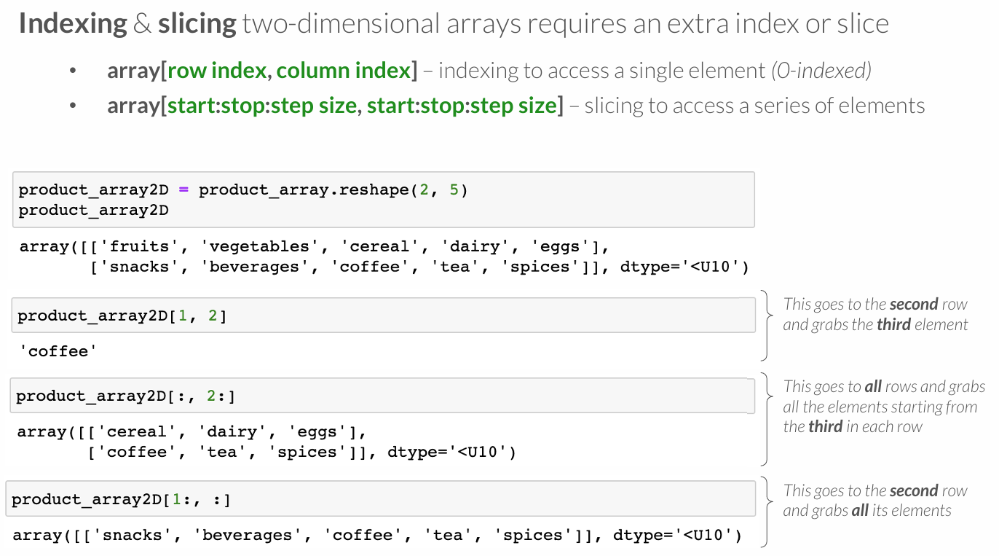 Indexing & slicing two-dimensional arrays requires an extra index or slice
• array[row index, column index] – indexing to access a single element (0-indexed)
• array[start:stop:step size, start:stop:step size] – slicing to access a series of elements
product_array2D = product_array.reshape(2, 5)
product_array2D
array([['fruits', 'vegetables', 'cereal', 'dairy', 'eggs'],
       ['snacks', 'beverages', 'coffee', 'tea', 'spices']], dtype='<U10')
product_array2D[1, 2]
'coffee'
This goes to the second row
and grabs the third element
product_array2D[:, 2:]
array([['cereal', 'dairy', 'eggs'],
       ['coffee', 'tea', 'spices']], dtype='<U10')
This goes to all rows and grabs
all the elements starting from
the third in each row
product_array2D[1:, :]
array([['snacks', 'beverages', 'coffee', 'tea', 'spices']], dtype='<U10')
This goes to the second row
and grabs all its elements